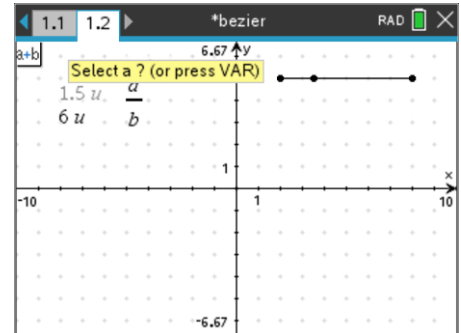 1.1 1.2 *bezier RAD
a+b
6.67 y
Select a ? (or press VAR)
1.5 u a
6 u b
1
x
-10 1 10
-6.67